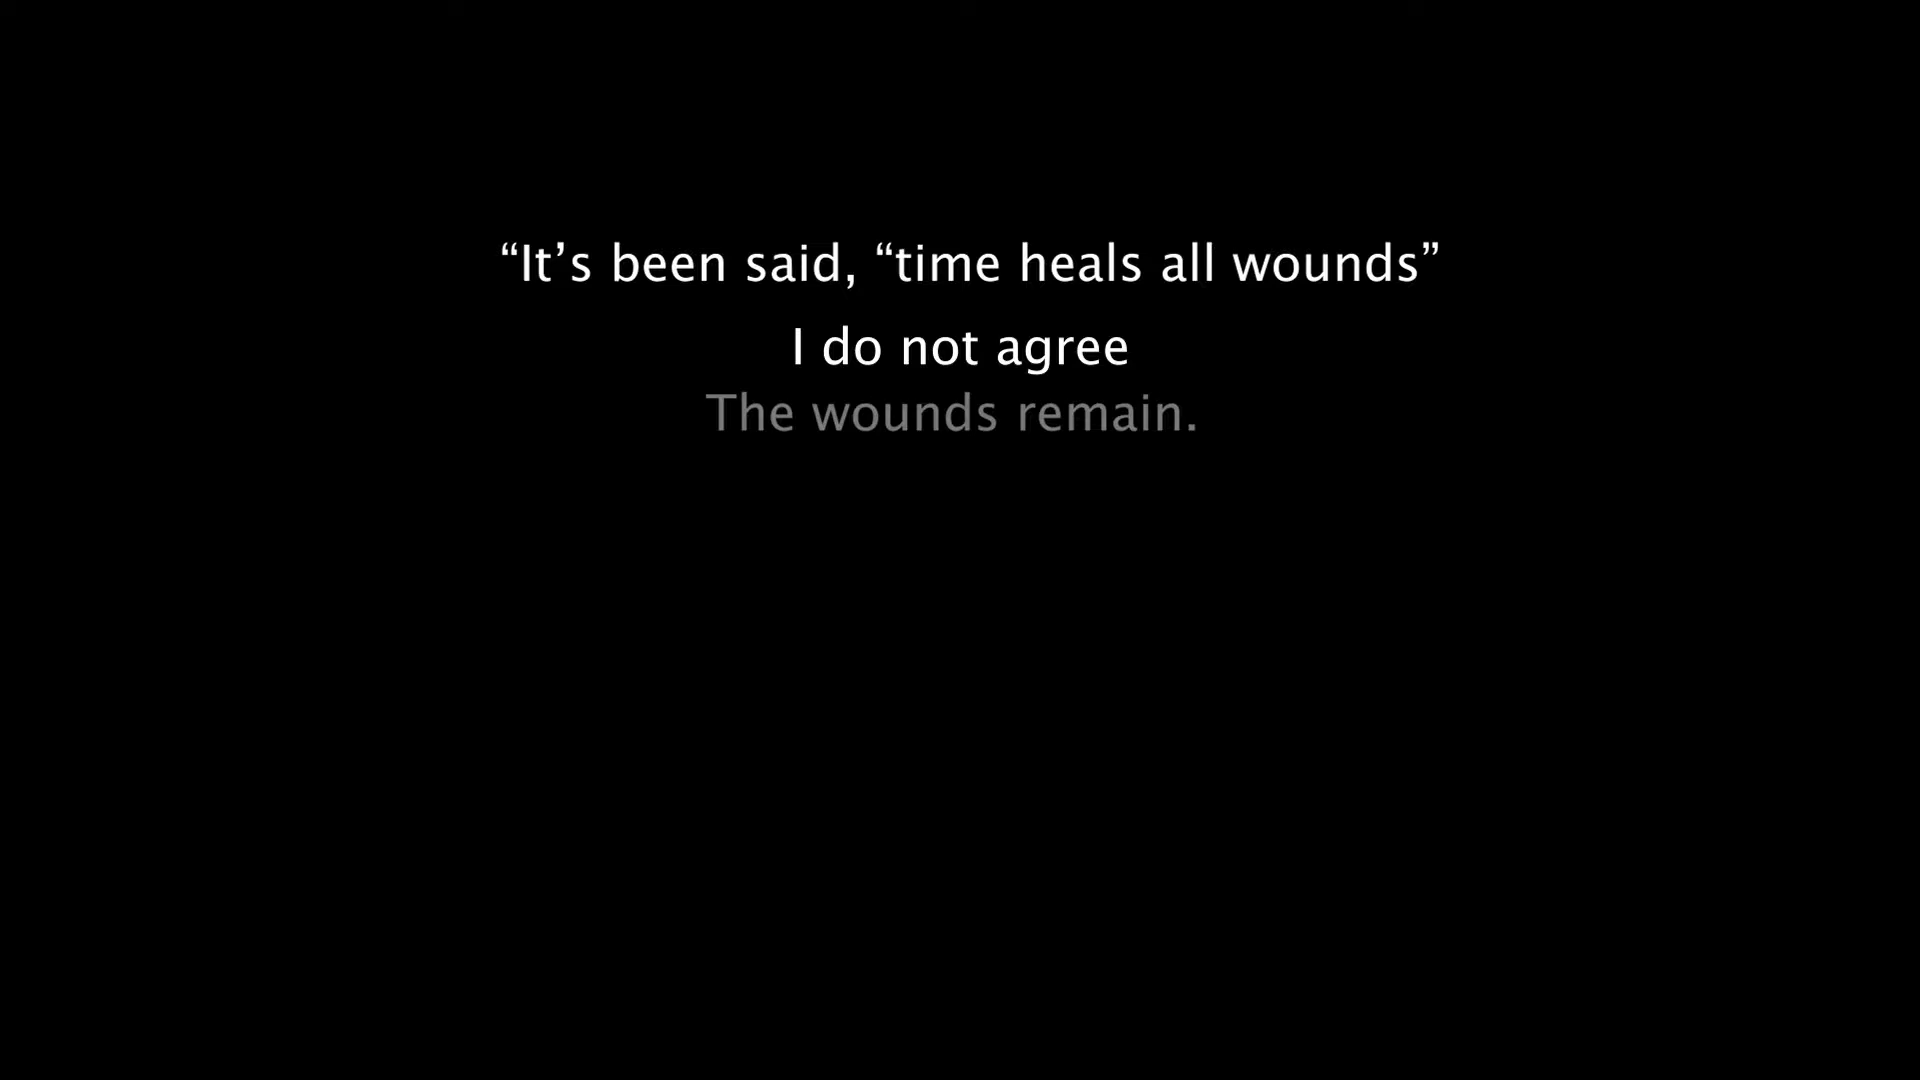 “It’s been said, “time heals all wounds”
I do not agree
The wounds remain.